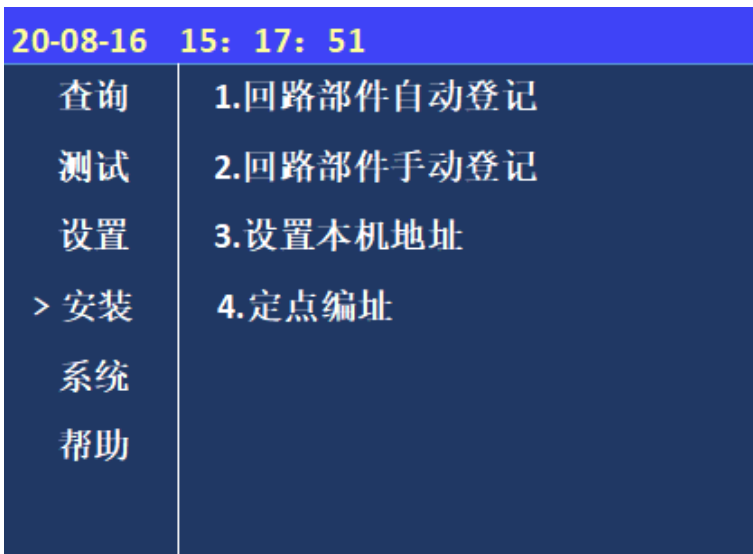 20-08-16 15：17：51
查询 1.回路部件自动登记
测试 2.回路部件手动登记
设置 3.设置本机地址
> 安装 4.定点编址
系统
帮助